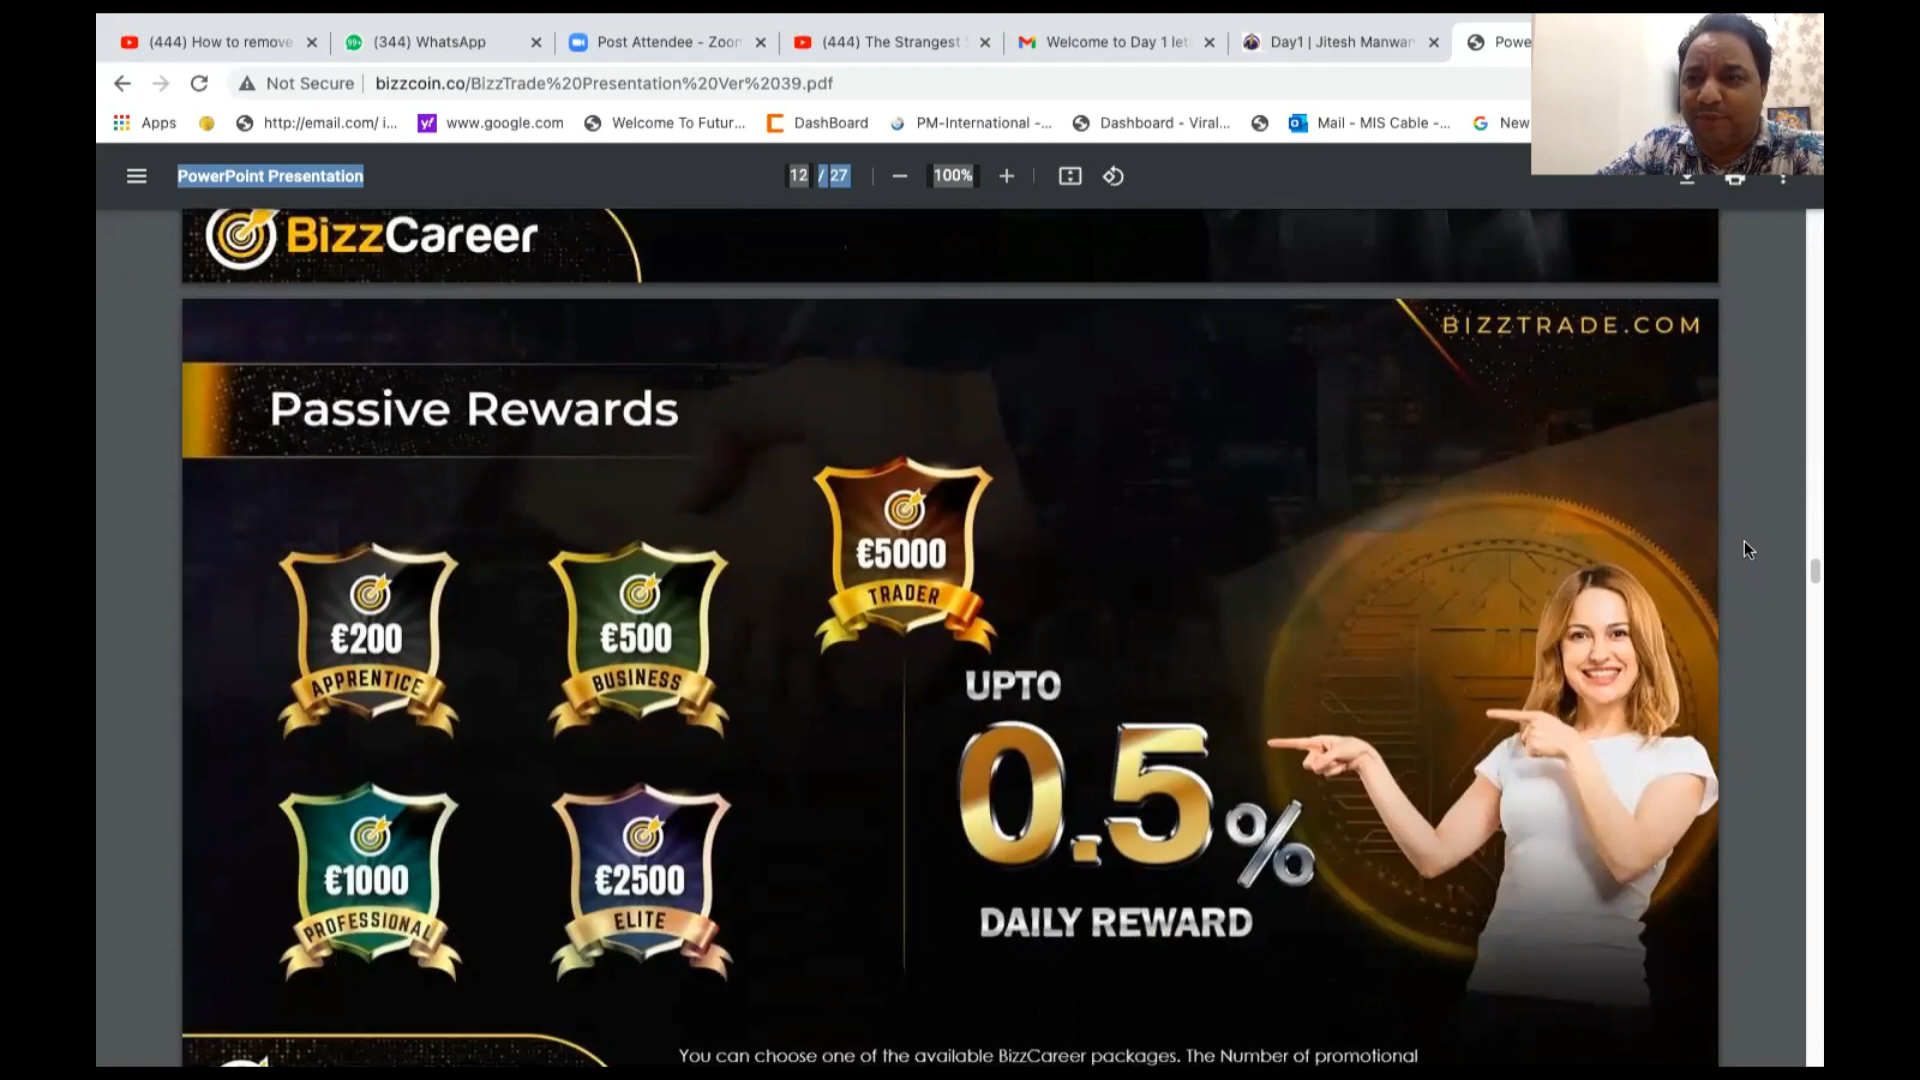 (444) How to remove
(344) WhatsApp
Post Attendee - Zoom
(444) The Strangest
Welcome to Day 1 let
Day1 | Jitesh Manwan
Powe
Not Secure
bizzcoin.co/BizzTrade%20Presentation%20Ver%2039.pdf
Apps
http://email.com/ i...
www.google.com
Welcome To Futur...
DashBoard
PM-International -...
Dashboard - Viral...
Mail - MIS Cable -...
New
PowerPoint Presentation
12 / 27
100%
BizzCareer
BIZZTRADE.COM
Passive Rewards
€5000
TRADER
€200
APPRENTICE
€500
BUSINESS
€1000
PROFESSIONAL
€2500
ELITE
UPTO
0.5%
DAILY REWARD
You can choose one of the available BizzCareer packages. The Number of promotional